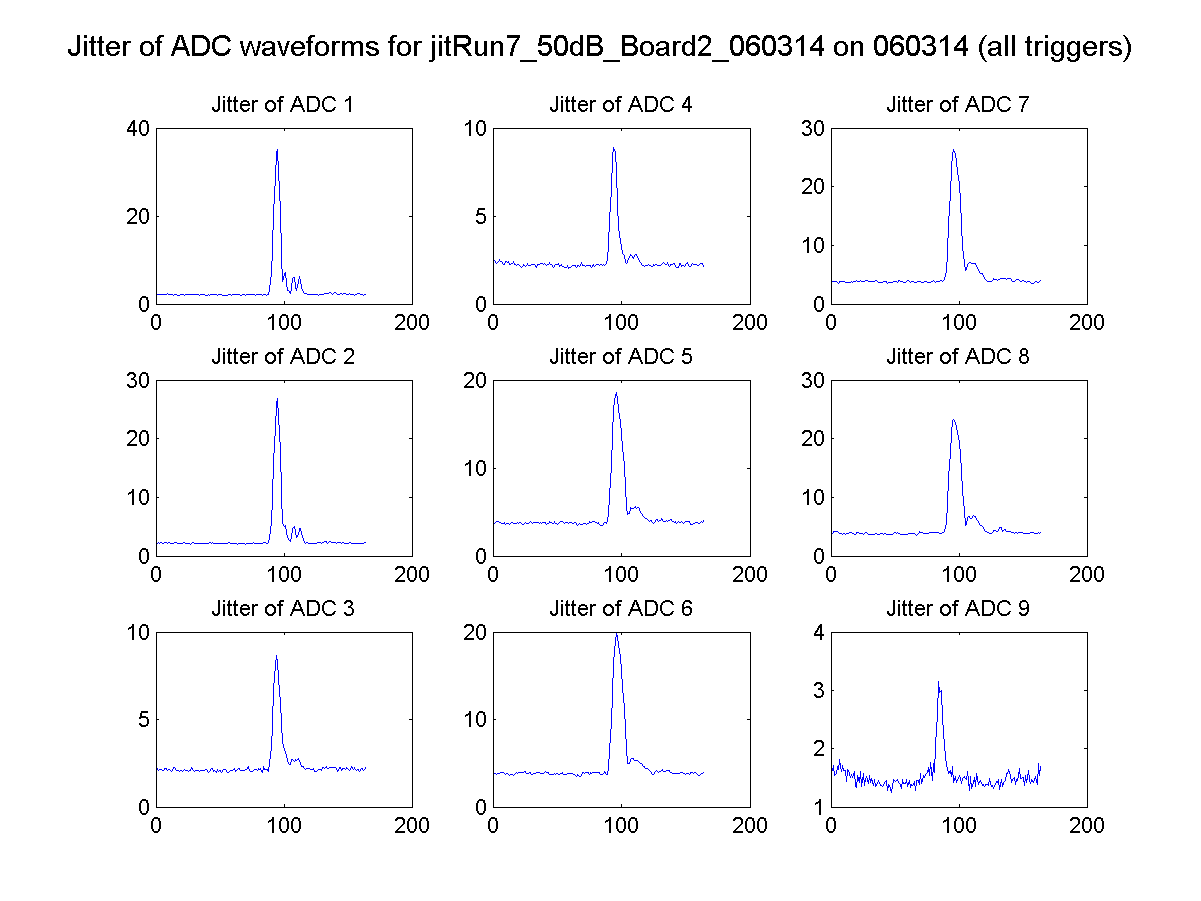 Jitter of ADC waveforms for jitRun7_50dB_Board2_060314 on 060314 (all triggers)
Jitter of ADC 1
40
20
0
0 100 200
Jitter of ADC 4
10
5
0
0 100 200
Jitter of ADC 7
30
20
10
0
0 100 200
Jitter of ADC 2
30
20
10
0
0 100 200
Jitter of ADC 5
20
10
0
0 100 200
Jitter of ADC 8
30
20
10
0
0 100 200
Jitter of ADC 3
10
5
0
0 100 200
Jitter of ADC 6
20
10
0
0 100 200
Jitter of ADC 9
4
3
2
1
0 100 200